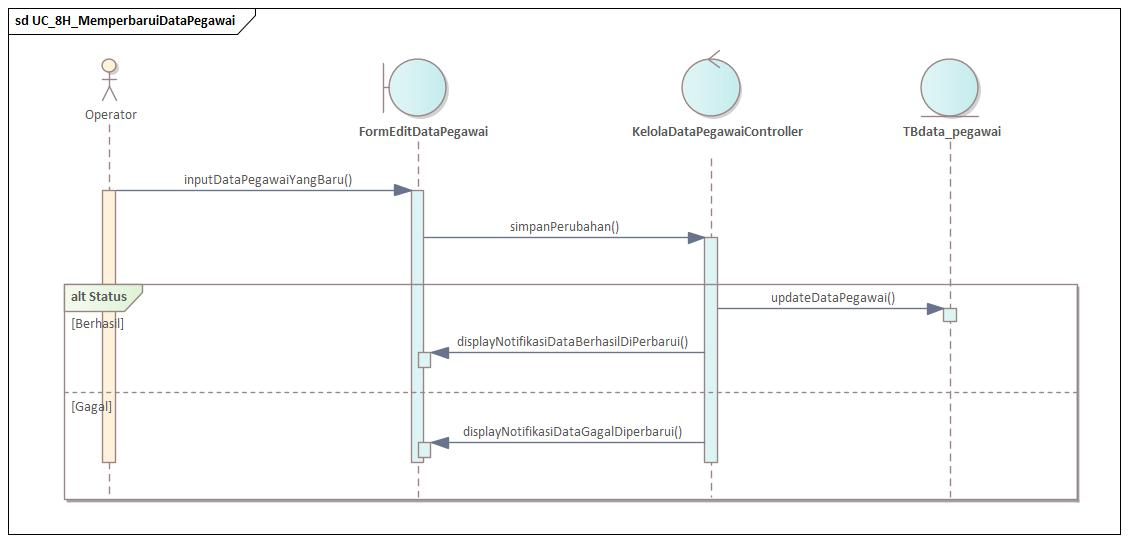 sd UC_8H_MemperbaruiDataPegawai
Operator
FormEditDataPegawai
KelolaDataPegawaiController
TBdata_pegawai
inputDataPegawaiYangBaru()
simpanPerubahan()
alt Status
updateDataPegawai()
[Berhasil]
displayNotifikasiDataBerhasilDiPerbarui()
[Gagal]
displayNotifikasiDataGagalDiperbarui()